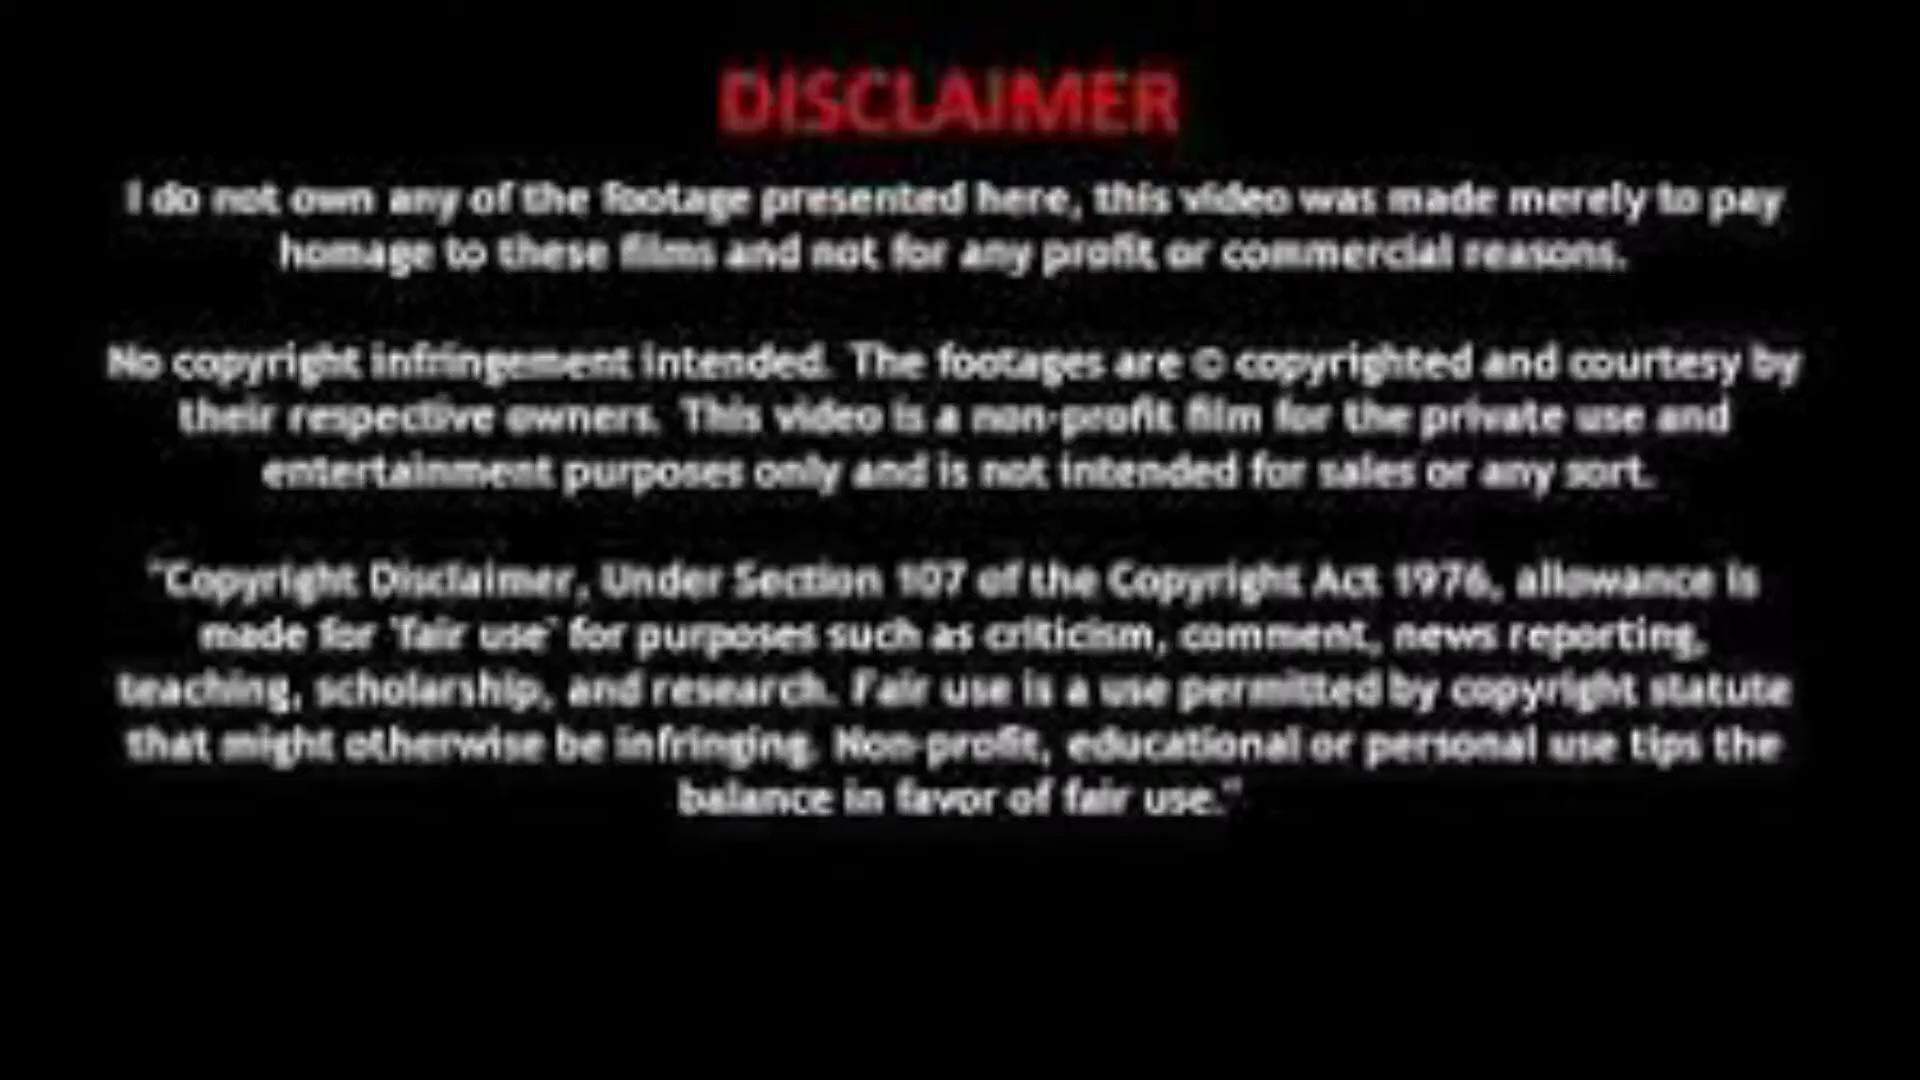 DISCLAIMER
I do not own any of the footage presented here, this video was made merely to pay
homage to these films and not for any profit or commercial reasons.
No copyright infringement intended. The footages are © copyrighted and courtesy by
their respective owners. This video is a non-profit film for the private use and
entertainment purposes only and is not intended for sales or any sort.
"Copyright Disclaimer, Under Section 107 of the Copyright Act 1976, allowance is
made for 'fair use' for purposes such as criticism, comment, news reporting,
teaching, scholarship, and research. Fair use is a use permitted by copyright statute
that might otherwise be infringing. Non-profit, educational or personal use tips the
balance in favor of fair use."